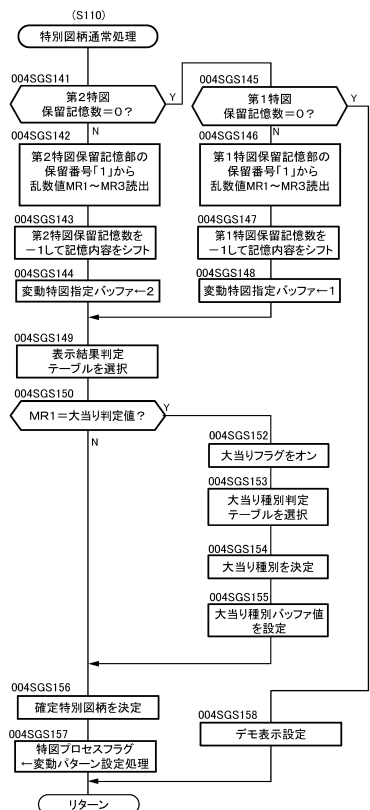 (S110)
特別図柄通常処理
004SGS141
第2特図
保留記憶数=0?
Y
N
004SGS145
第1特図
保留記憶数=0?
Y
N
004SGS142
第2特図保留記憶部の
保留番号「1」から
乱数値MR1～MR3読出
004SGS146
第1特図保留記憶部の
保留番号「1」から
乱数値MR1～MR3読出
004SGS143
第2特図保留記憶数を
－1して記憶内容をシフト
004SGS147
第1特図保留記憶数を
－1して記憶内容をシフト
004SGS144
変動特図指定バッファ←2
004SGS148
変動特図指定バッファ←1
004SGS149
表示結果判定
テーブルを選択
004SGS150
MR1=大当り判定値?
Y
N
004SGS152
大当りフラグをオン
004SGS153
大当り種別判定
テーブルを選択
004SGS154
大当り種別を決定
004SGS155
大当り種別バッファ値
を設定
004SGS156
確定特別図柄を決定
004SGS158
デモ表示設定
004SGS157
特図プロセスフラグ
←変動パターン設定処理
リターン